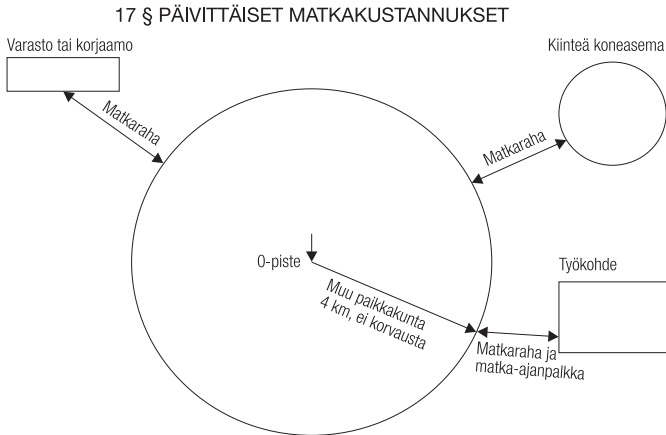 17 § PÄIVITTÄISET MATKAKUSTANNUKSET
Varasto tai korjaamo
Kiinteä koneasema
Matkaraha
Matkaraha
0-piste
Muu paikkakunta
4 km, ei korvausta
Työkohde
Matkaraha ja
matka-ajanpalkka